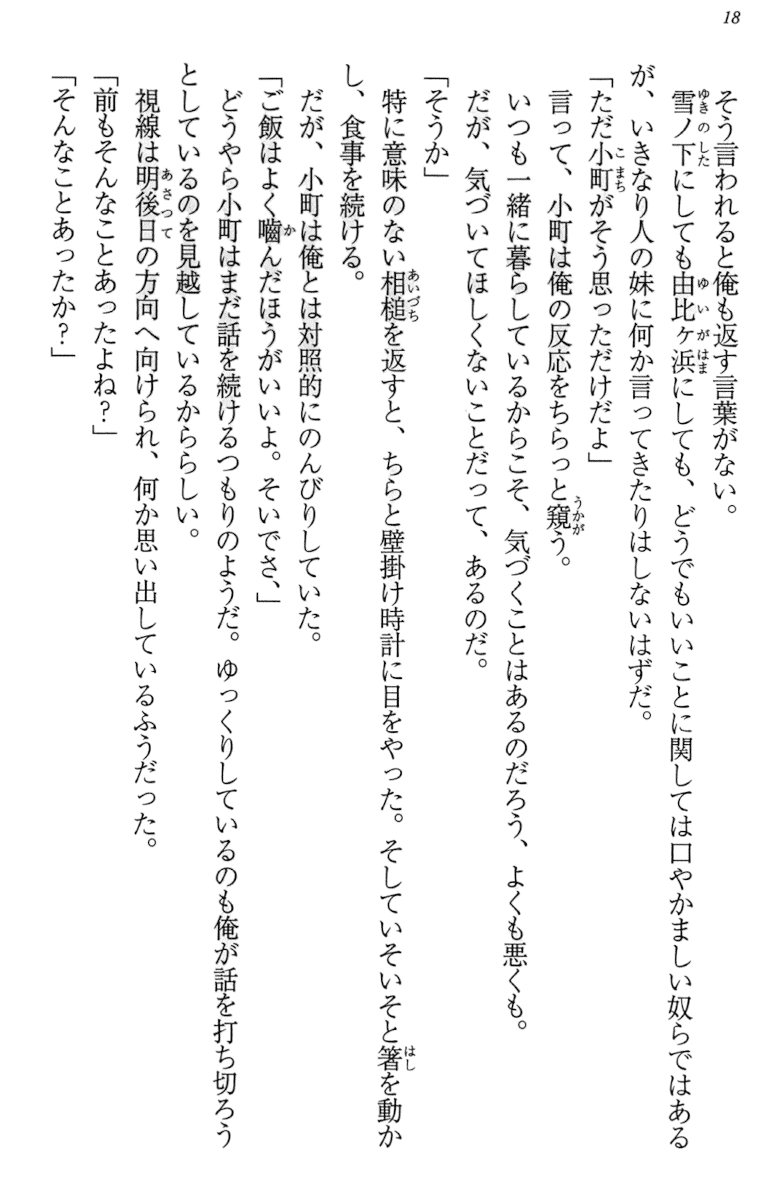 18
そう言われると俺も返す言葉がない。
雪ノ下にしても由比ヶ浜にしても、どうでもいいことに関しては口やかましい奴らではある
が、いきなり人の妹に何か言ってきたりはしないはずだ。
「ただ小町がそう思っただけだよ」
言って、小町は俺の反応をちらっと窺う。
いつも一緒に暮らしているからこそ、気づくことはあるのだろう、よくも悪くも。
だが、気づいてほしくないことだって、あるのだ。
「そうか」
特に意味のない相槌を返すと、ちらと壁掛け時計に目をやった。そしていそいそと箸を動か
し、食事を続ける。
だが、小町は俺とは対照的にのんびりしていた。
「ご飯はよく嚙んだほうがいいよ。そいでさ、」
どうやら小町はまだ話を続けるつもりのようだ。ゆっくりしているのも俺が話を打ち切ろう
としているのを見越しているかららしい。
視線は明後日の方向へ向けられ、何か思い出しているふうだった。
「前もそんなことあったよね?」
「そんなことあったか?」